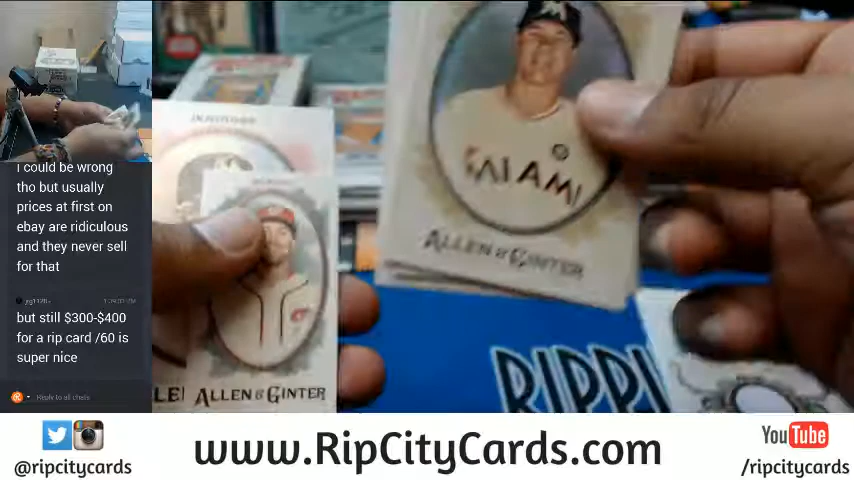 I could be wrong
tho but usually
prices at first on
ebay are ridiculous
and they never sell
for that
but still $300-$400
for a rip card /60 is
super nice
Reply to all chats
MIAMI
ALLEN & GINTER
ALLEN & GINTER
RIPPI
www.RipCityCards.com
@ripcitycards
YouTube
/ripcitycards